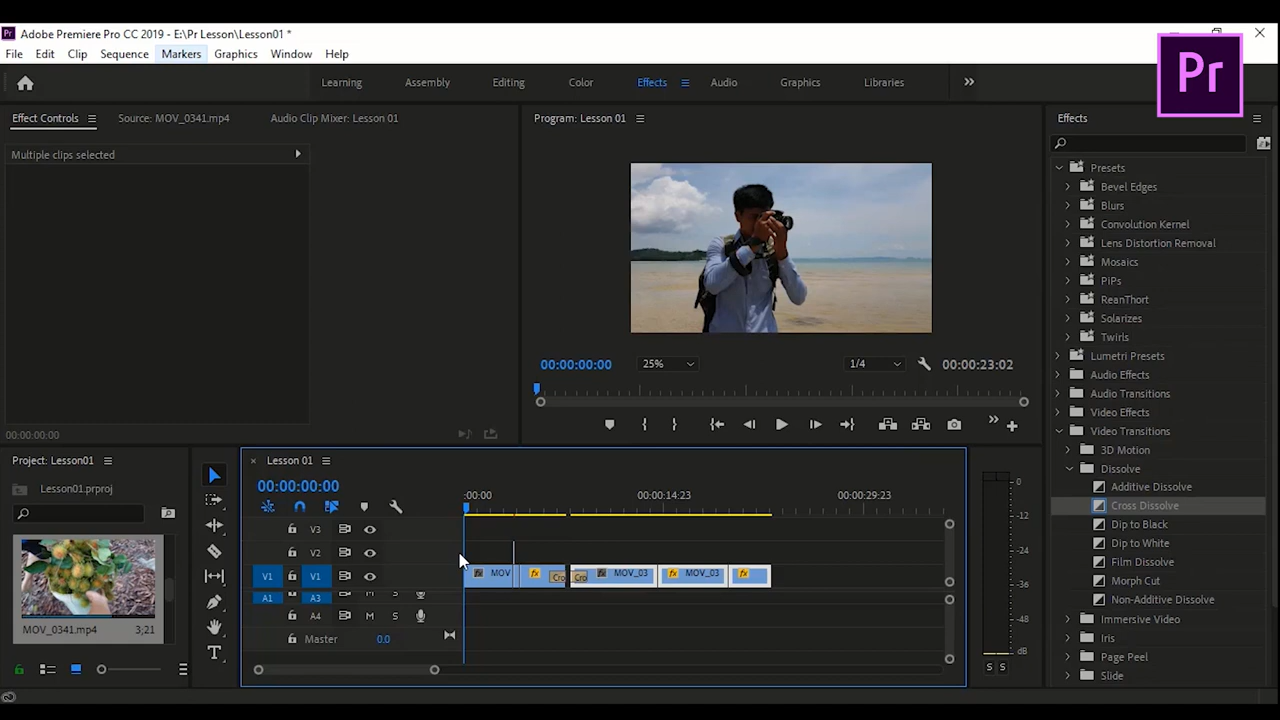 Pr Adobe Premiere Pro CC 2019 - E:\Pr Lesson\Lesson01 *
File Edit Clip Sequence Markers Graphics Window Help
Pr
Learning Assembly Editing Color Effects Audio Graphics Libraries
Effect Controls Source: MOV_0341.mp4 Audio Clip Mixer: Lesson 01
Multiple clips selected
00:00:00:00
Program: Lesson 01
00:00:00:00 25% 1/4 00:00:23:02
Effects
Presets
Bevel Edges
Blurs
Convolution Kernel
Lens Distortion Removal
Mosaics
PiPs
ReanThort
Solarizes
Twirls
Lumetri Presets
Audio Effects
Audio Transitions
Video Effects
Video Transitions
3D Motion
Dissolve
Additive Dissolve
Cross Dissolve
Dip to Black
Dip to White
Film Dissolve
Morph Cut
Non-Additive Dissolve
Immersive Video
Iris
Page Peel
Slide
Project: Lesson01
Lesson01.prproj
MOV_0341.mp4 3;21
Lesson 01
00:00:00:00
:00:00 00:00:14:23 00:00:29:23
V3
V2
V1 V1 MOV fx Cro Cro MOV_03 fx MOV_03 fx
A1 A3 M S
A4 M S
Master 0.0
0
-12
-24
-36
-48
dB
S S